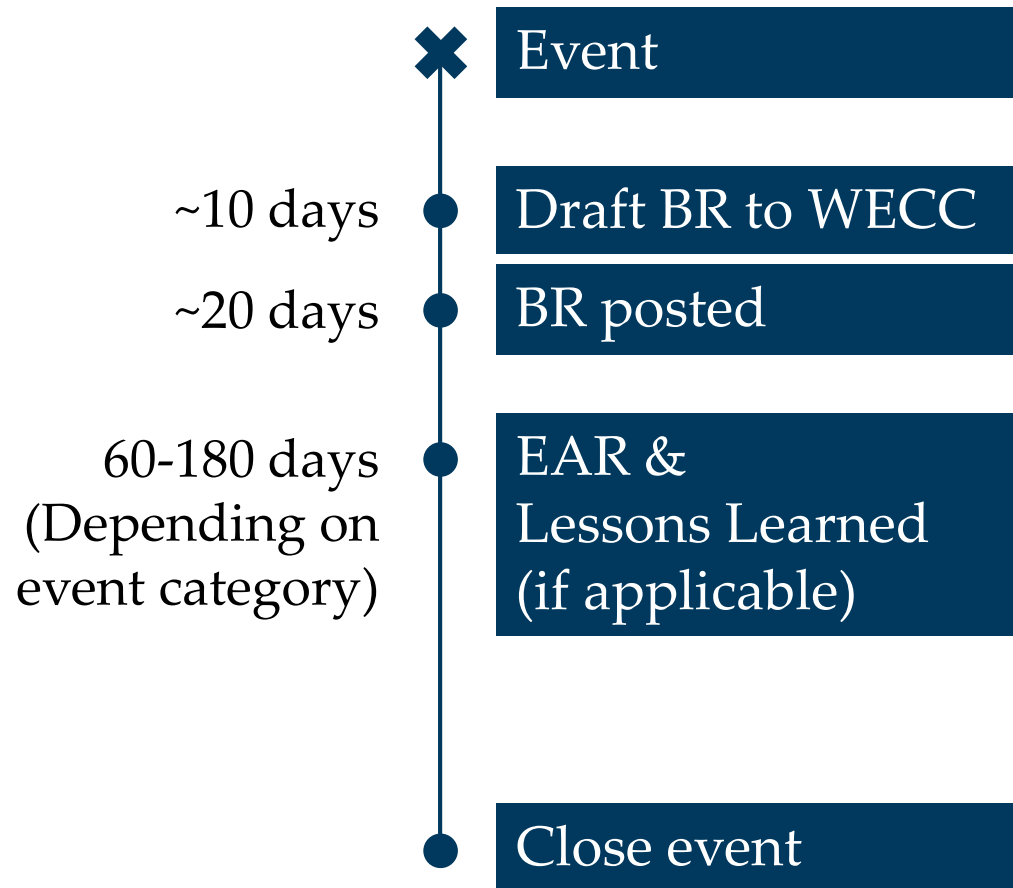 Event
~10 days
Draft BR to WECC
~20 days
BR posted
60-180 days
(Depending on
event category)
EAR &
Lessons Learned
(if applicable)
Close event